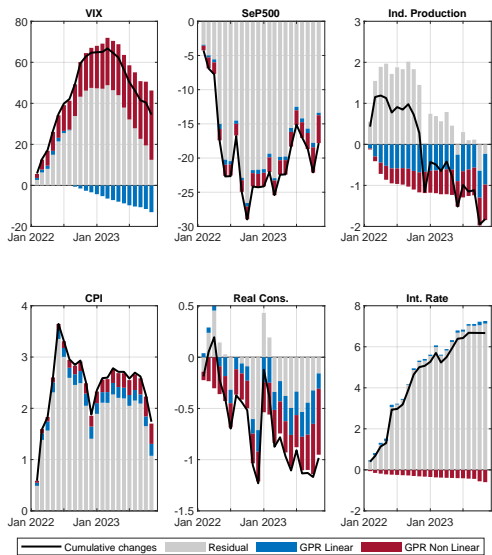 VIX
SeP500
Ind. Production
80
60
40
20
0
-20
Jan 2022
Jan 2023
0
-5
-10
-15
-20
-25
-30
Jan 2022
Jan 2023
3
2
1
0
-1
-2
Jan 2022
Jan 2023
CPI
Real Cons.
Int. Rate
4
3
2
1
0
Jan 2022
Jan 2023
0.5
0
-0.5
-1
-1.5
Jan 2022
Jan 2023
8
6
4
2
0
-2
Jan 2022
Jan 2023
Cumulative changes Residual GPR Linear GPR Non Linear